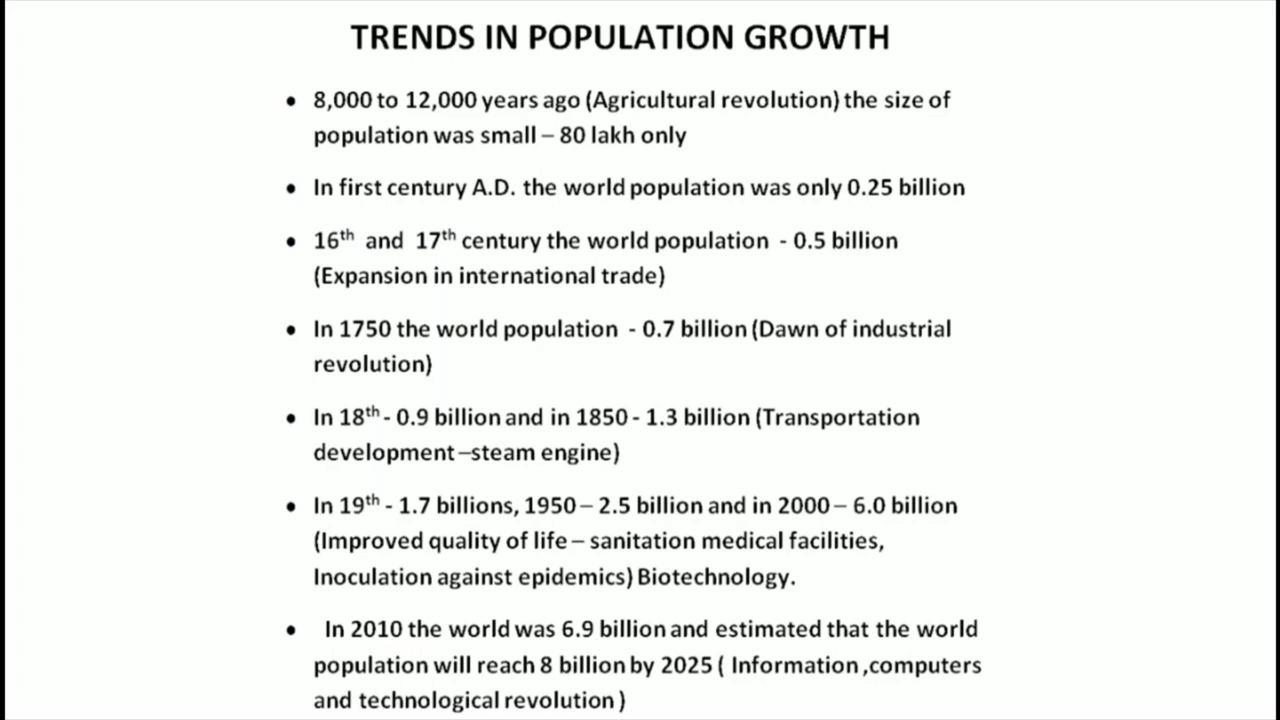 TRENDS IN POPULATION GROWTH
• 8,000 to 12,000 years ago (Agricultural revolution) the size of
population was small – 80 lakh only
• In first century A.D. the world population was only 0.25 billion
• 16th and 17th century the world population - 0.5 billion
(Expansion in international trade)
• In 1750 the world population - 0.7 billion (Dawn of industrial
revolution)
• In 18th - 0.9 billion and in 1850 - 1.3 billion (Transportation
development –steam engine)
• In 19th - 1.7 billions, 1950 – 2.5 billion and in 2000 – 6.0 billion
(Improved quality of life – sanitation medical facilities,
Inoculation against epidemics) Biotechnology.
• In 2010 the world was 6.9 billion and estimated that the world
population will reach 8 billion by 2025 ( Information ,computers
and technological revolution )